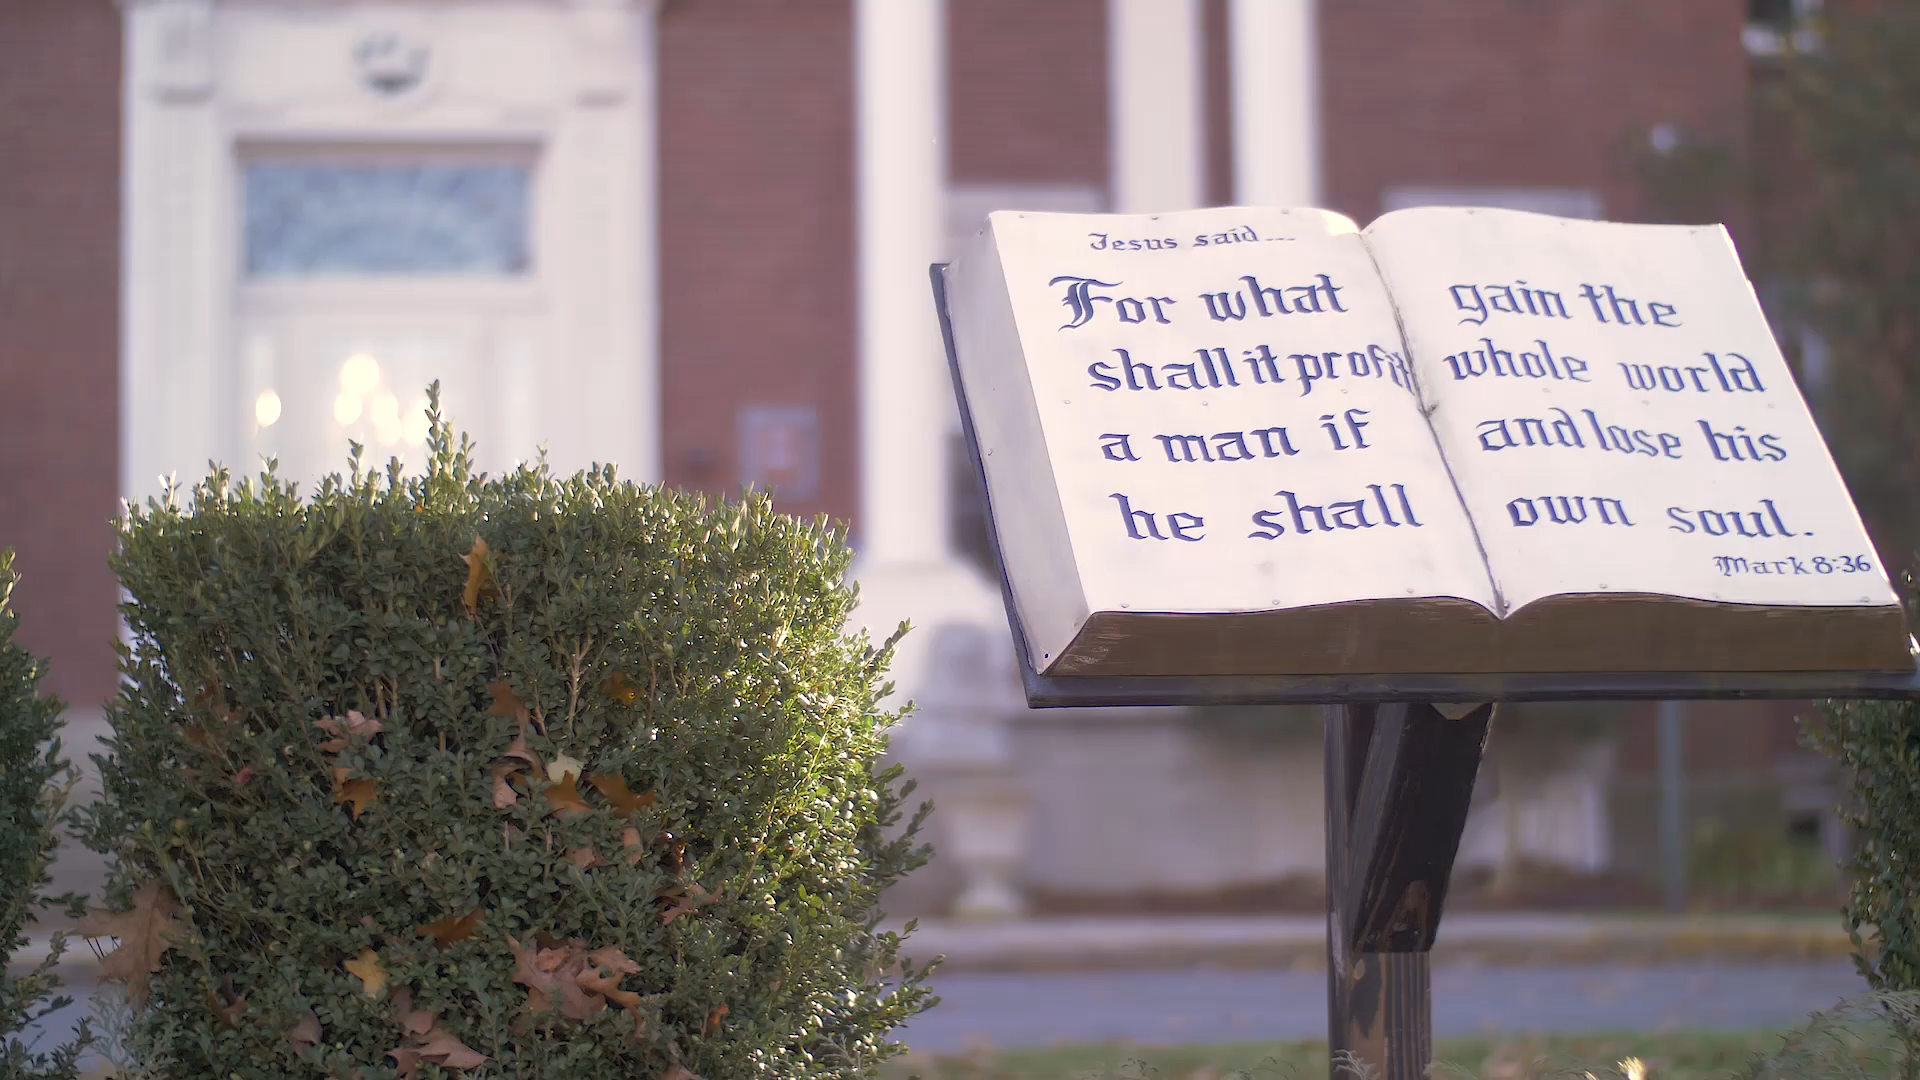 Jesus said...
For what
shall it profit
a man if
he shall
gain the
whole world
and lose his
own soul.
Mark 8:36